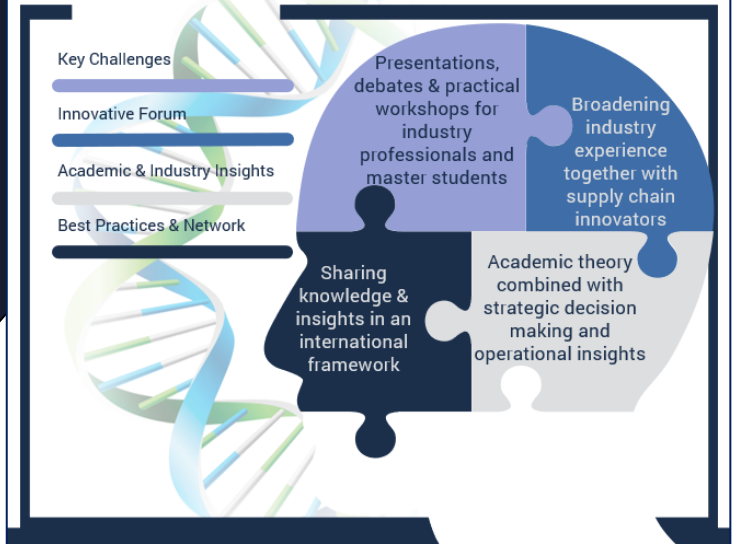 Key Challenges
Innovative Forum
Academic & Industry Insights
Best Practices & Network
Presentations,
debates & practical
workshops for
industry
professionals and
master students
Broadening
industry
experience
together with
supply chain
innovators
Sharing
knowledge &
insights in an
international
framework
Academic theory
combined with
strategic decision
making and
operational insights